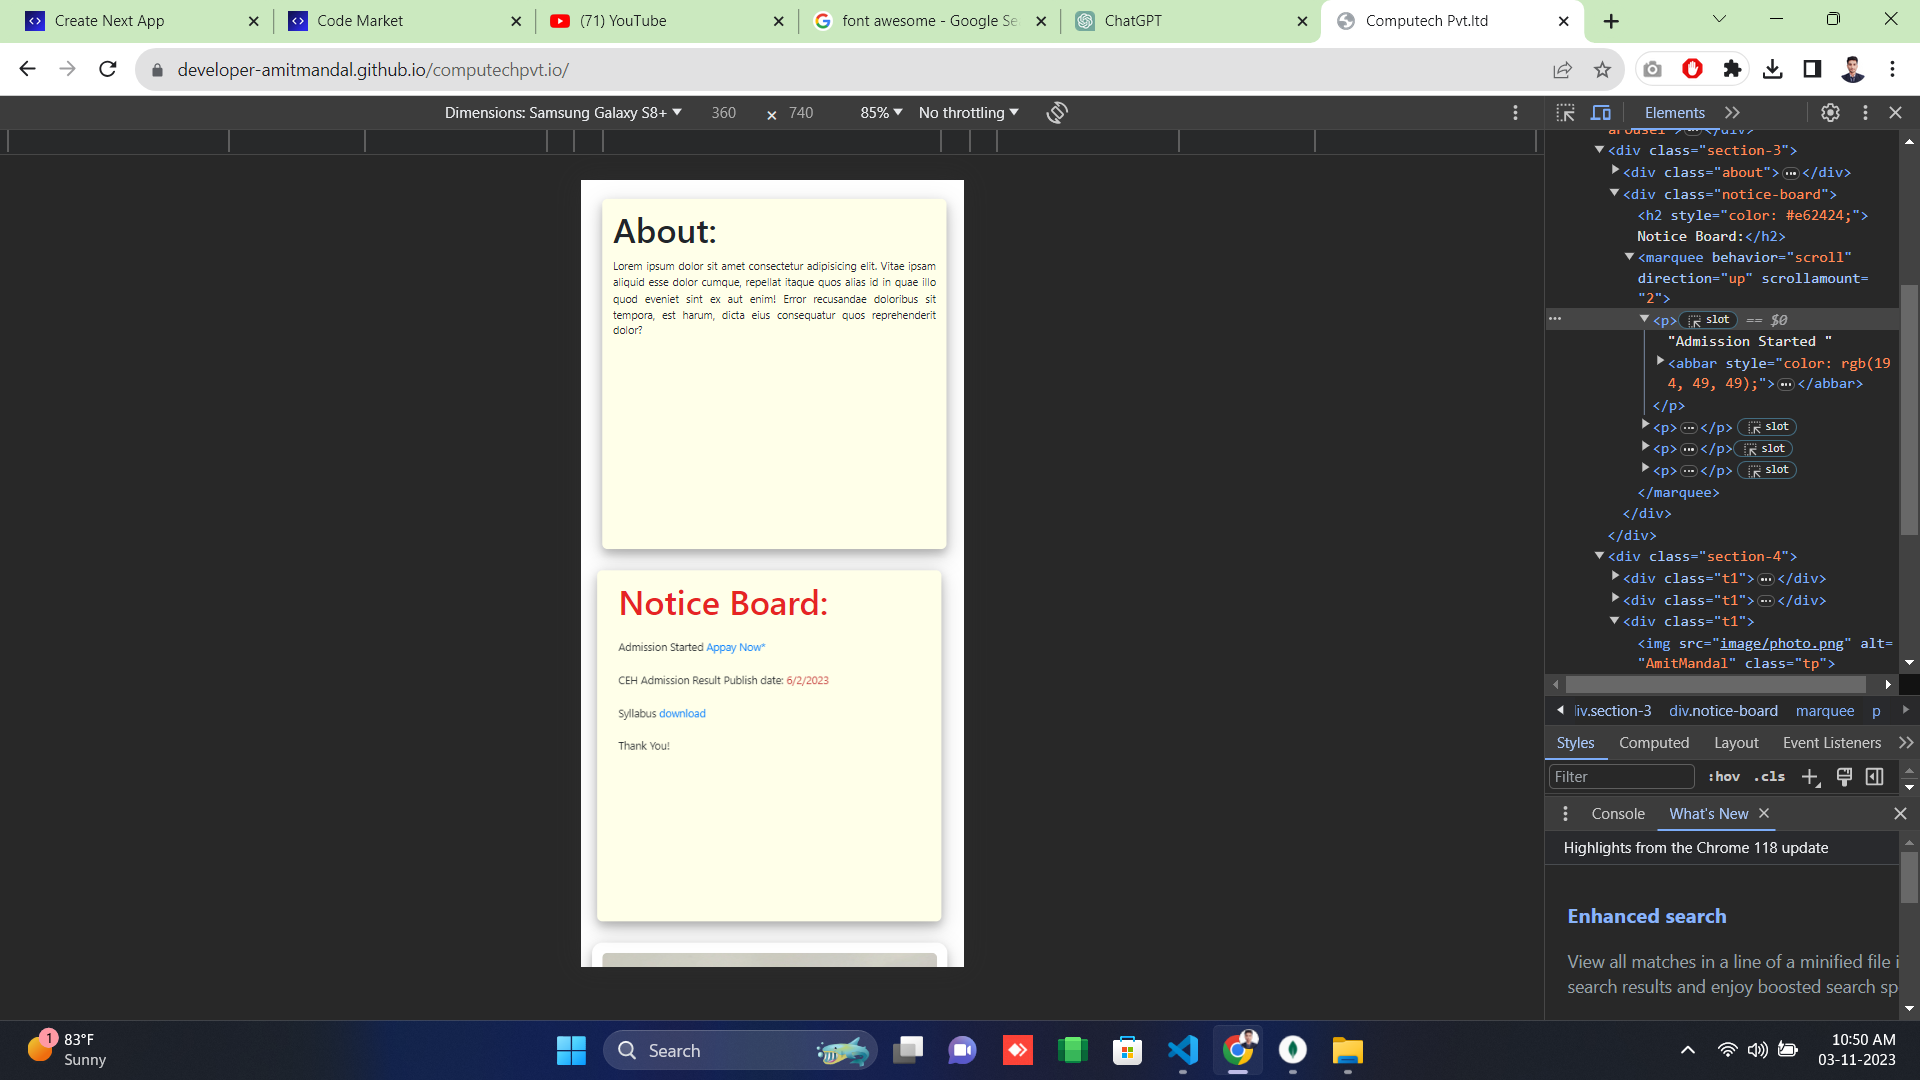 Create Next App
Code Market
(71) YouTube
font awesome - Google Se
ChatGPT
Computech Pvt.ltd
developer-amitmandal.github.io/computechpvt.io/
Dimensions: Samsung Galaxy S8+ 360 × 740 85% No throttling
About:
Lorem ipsum dolor sit amet consectetur adipisicing elit. Vitae ipsam
aliquid esse dolor cumque, repellat itaque quos alias id in quae illo
quod eveniet sint ex aut enim! Error recusandae doloribus sit
tempora, est harum, dicta eius consequatur quos reprehenderit
dolor?
Notice Board:
Admission Started Appay Now*
CEH Admission Result Publish date: 6/2/2023
Syllabus download
Thank You!
Elements
arousel"></div>
<div class="section-3">
<div class="about">…</div>
<div class="notice-board">
<h2 style="color: #e62424;">
Notice Board:</h2>
<marquee behavior="scroll"
direction="up" scrollamount=
"2">
… <p> slot == $0
"Admission Started "
<abbar style="color: rgb(19
4, 49, 49);">…</abbar>
</p>
<p>…</p> slot
<p>…</p> slot
<p>…</p> slot
</marquee>
</div>
</div>
<div class="section-4">
<div class="t1">…</div>
<div class="t1">…</div>
<div class="t1">
<img src="image/photo.png" alt=
"AmitMandal" class="tp">
iv.section-3 div.notice-board marquee p
Styles Computed Layout Event Listeners
Filter :hov .cls
Console What's New
Highlights from the Chrome 118 update
Enhanced search
View all matches in a line of a minified file i
search results and enjoy boosted search sp
1
83°F
Sunny
Search
10:50 AM
03-11-2023